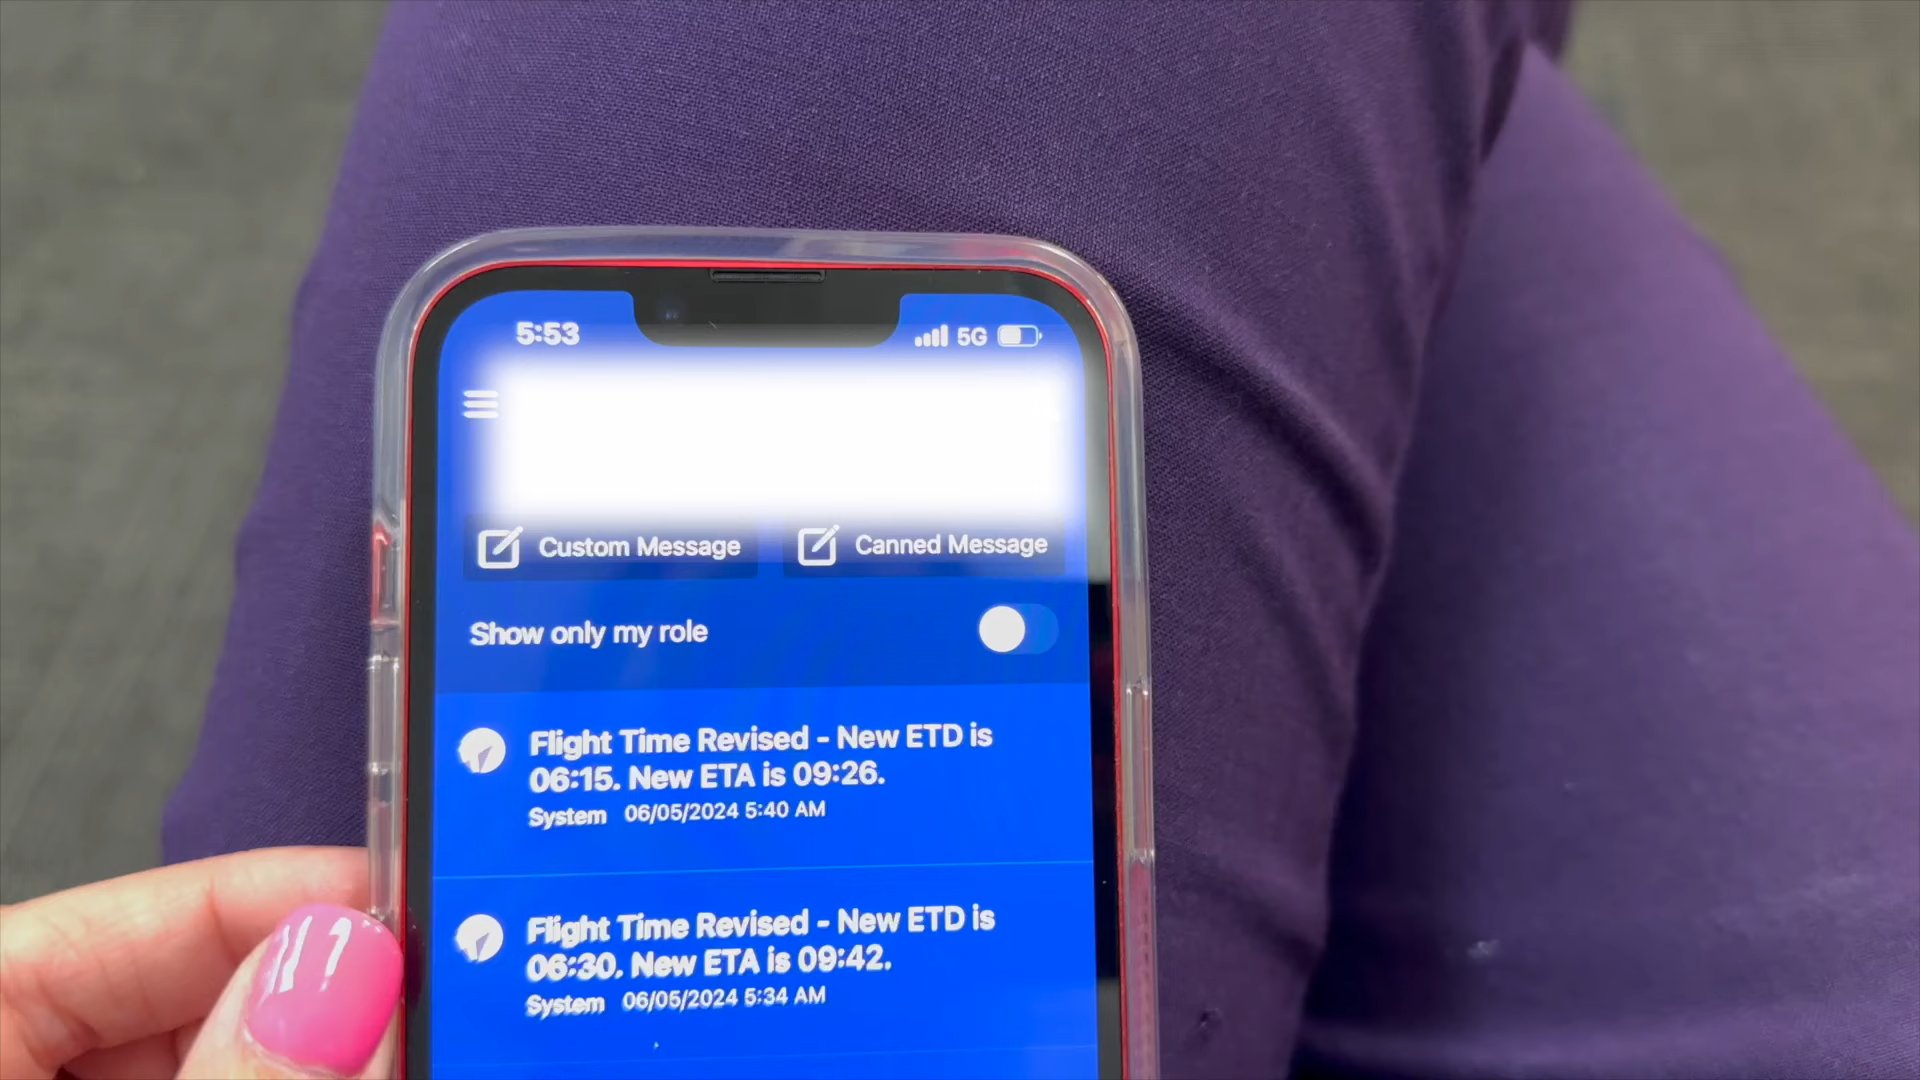 5:53
5G
Custom Message
Canned Message
Show only my role
Flight Time Revised - New ETD is
06:15. New ETA is 09:26.
System 06/05/2024 5:40 AM
Flight Time Revised - New ETD is
06:30. New ETA is 09:42.
System 06/05/2024 5:34 AM